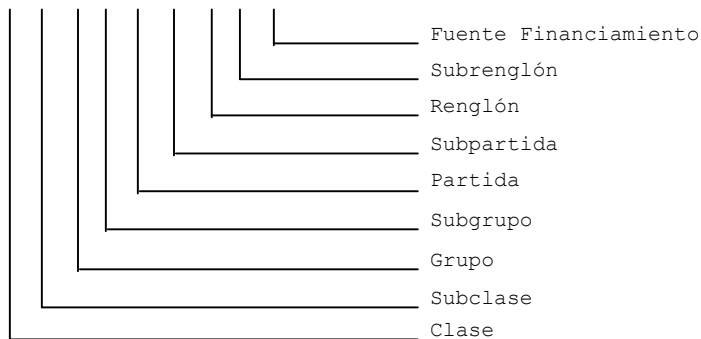 Fuente Financiamiento
Subrenglón
Renglón
Subpartida
Partida
Subgrupo
Grupo
Subclase
Clase